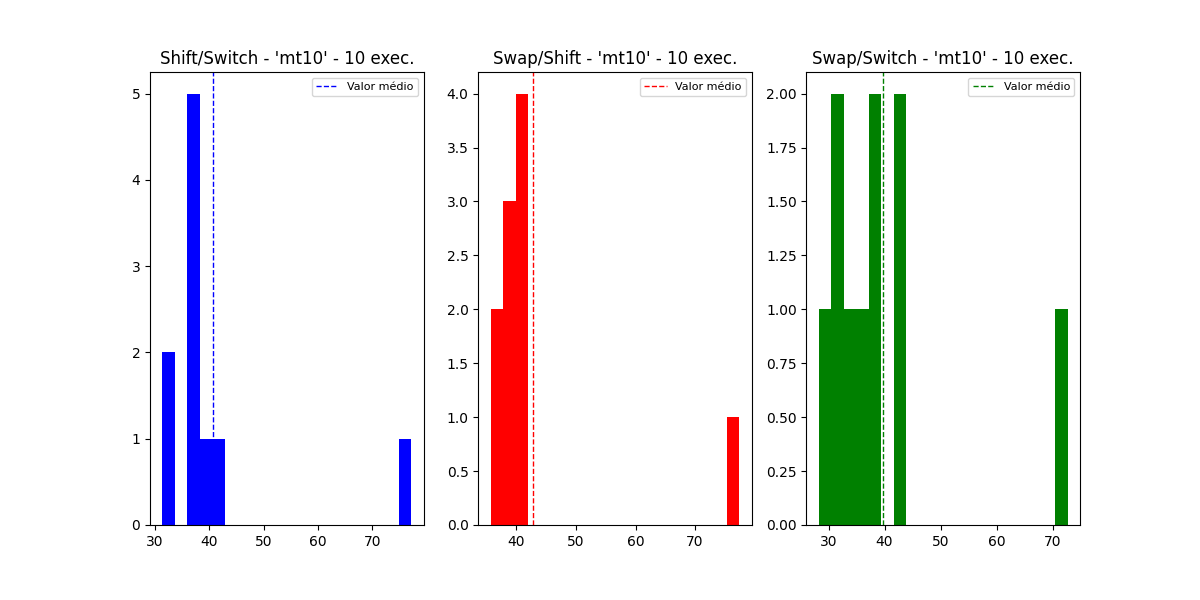 Shift/Switch - 'mt10' - 10 exec.
Valor médio
5
4
3
2
1
0
30 40 50 60 70
Swap/Shift - 'mt10' - 10 exec.
Valor médio
4.0
3.5
3.0
2.5
2.0
1.5
1.0
0.5
0.0
40 50 60 70
Swap/Switch - 'mt10' - 10 exec.
Valor médio
2.00
1.75
1.50
1.25
1.00
0.75
0.50
0.25
0.00
30 40 50 60 70